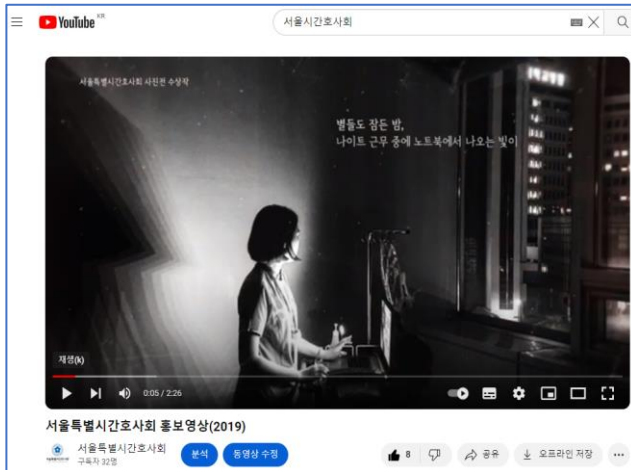 YouTube KR
서울시간호사회
서울특별시간호사회 사진전 수상작
별들도 잠든 밤,
나이트 근무 중에 노트북에서 나오는 빛이
재생(k)
0:05 / 2:26
서울특별시간호사회 홍보영상(2019)
서울특별시간호사회
구독자 32명
분석
동영상 수정
8
공유
오프라인 저장